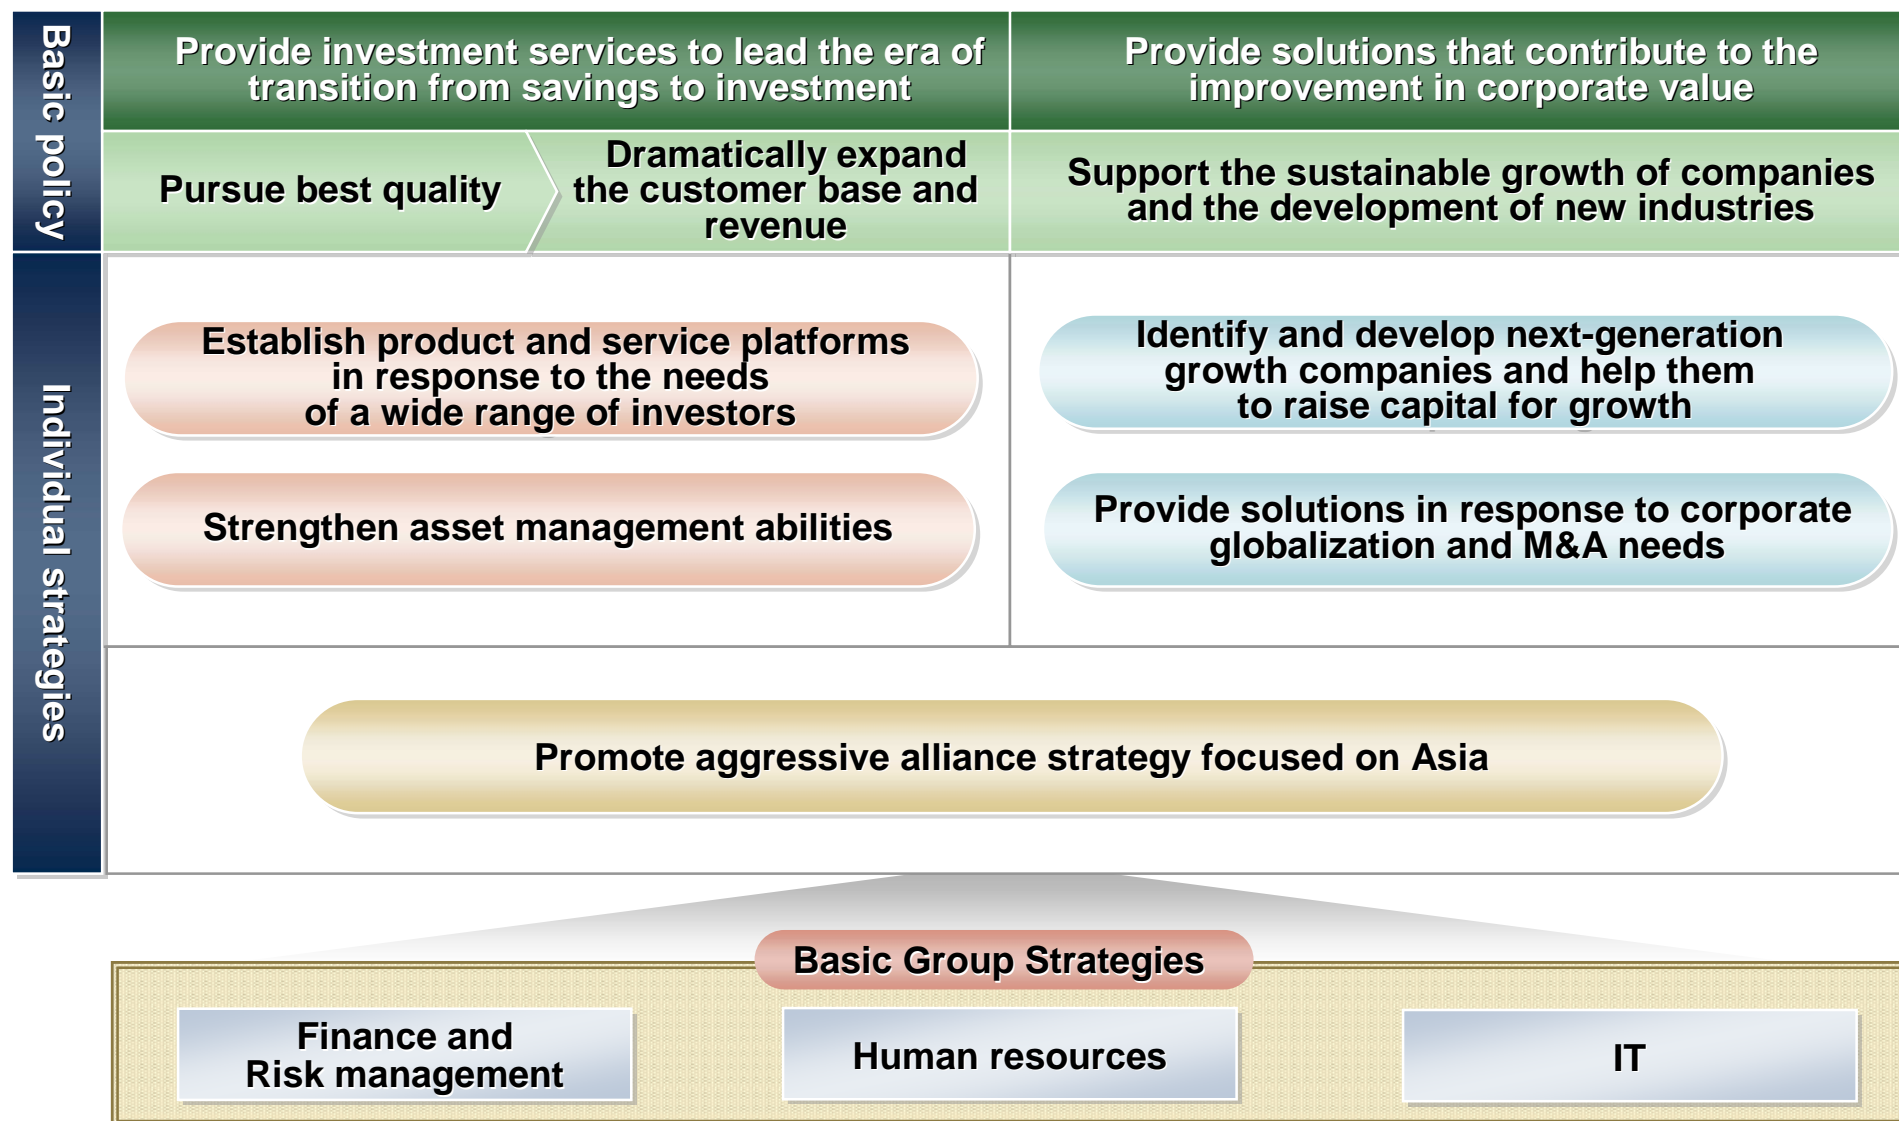 Basic policy
Provide investment services to lead the era of
transition from savings to investment
Provide solutions that contribute to the
improvement in corporate value
Pursue best quality
Dramatically expand
the customer base and
revenue
Support the sustainable growth of companies
and the development of new industries
Individual strategies
Establish product and service platforms
in response to the needs
of a wide range of investors
Identify and develop next-generation
growth companies and help them
to raise capital for growth
Strengthen asset management abilities
Provide solutions in response to corporate
globalization and M&A needs
Promote aggressive alliance strategy focused on Asia
Basic Group Strategies
Finance and
Risk management
Human resources
IT